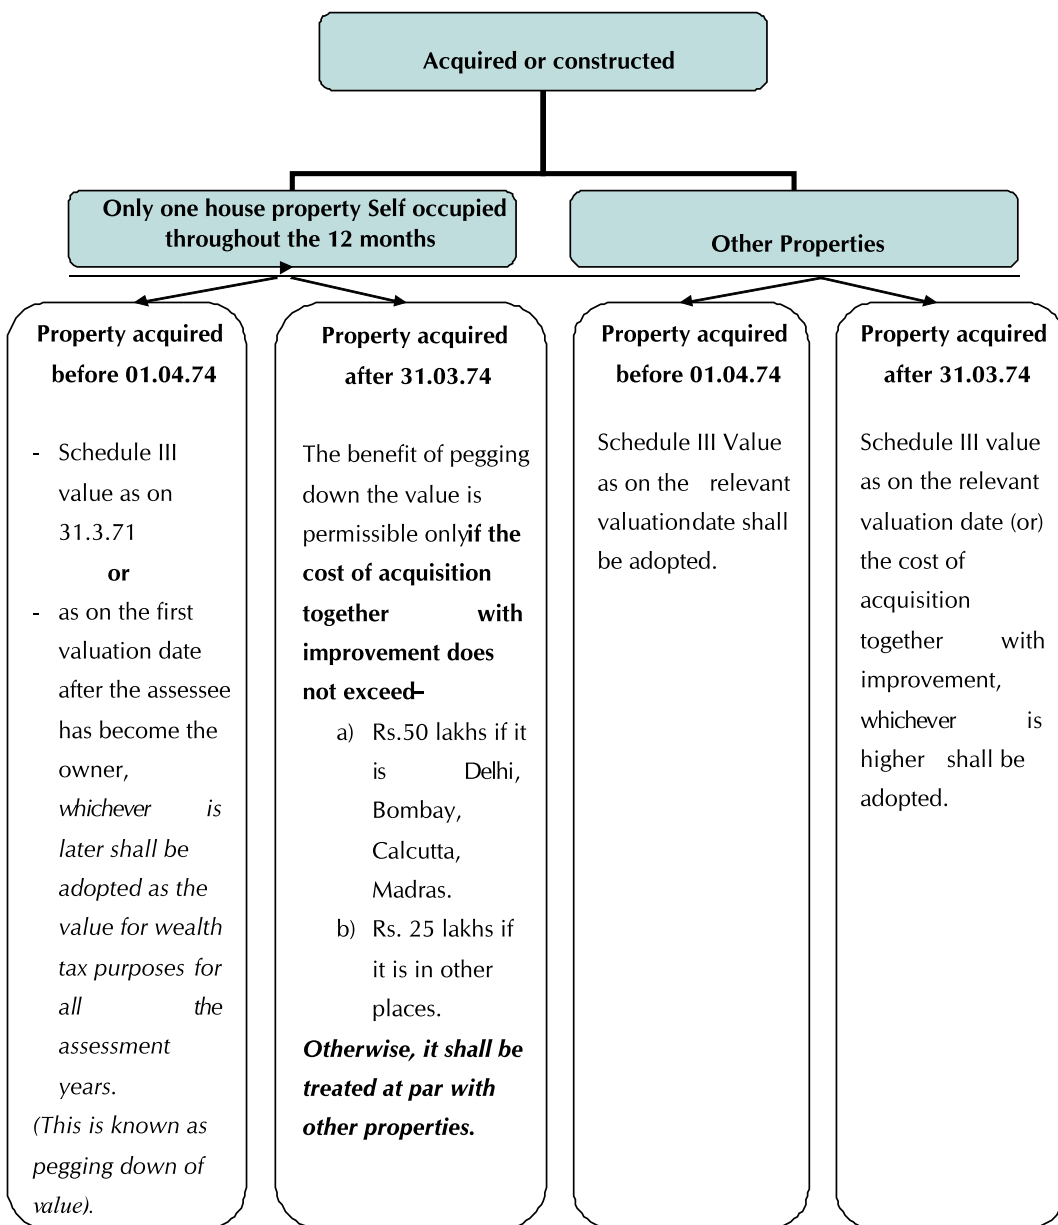 Acquired or constructed
Only one house property Self occupied
throughout the 12 months
Other Properties
Property acquired
before 01.04.74
- Schedule III
value as on
31.3.71
or
- as on the first
valuation date
after the assessee
has become the
owner,
whichever is
later shall be
adopted as the
value for wealth
tax purposes for
all the
assessment
years.
(This is known as
pegging down of
value).
Property acquired
after 31.03.74
The benefit of pegging
down the value is
permissible onlyif the
cost of acquisition
together with
improvement does
not exceed–
a) Rs.50 lakhs if it
is Delhi,
Bombay,
Calcutta,
Madras.
b) Rs. 25 lakhs if
it is in other
places.
Otherwise, it shall be
treated at par with
other properties.
Property acquired
before 01.04.74
Schedule III Value
as on the relevant
valuationdate shall
be adopted.
Property acquired
after 31.03.74
Schedule III value
as on the relevant
valuation date (or)
the cost of
acquisition
together with
improvement,
whichever is
higher shall be
adopted.